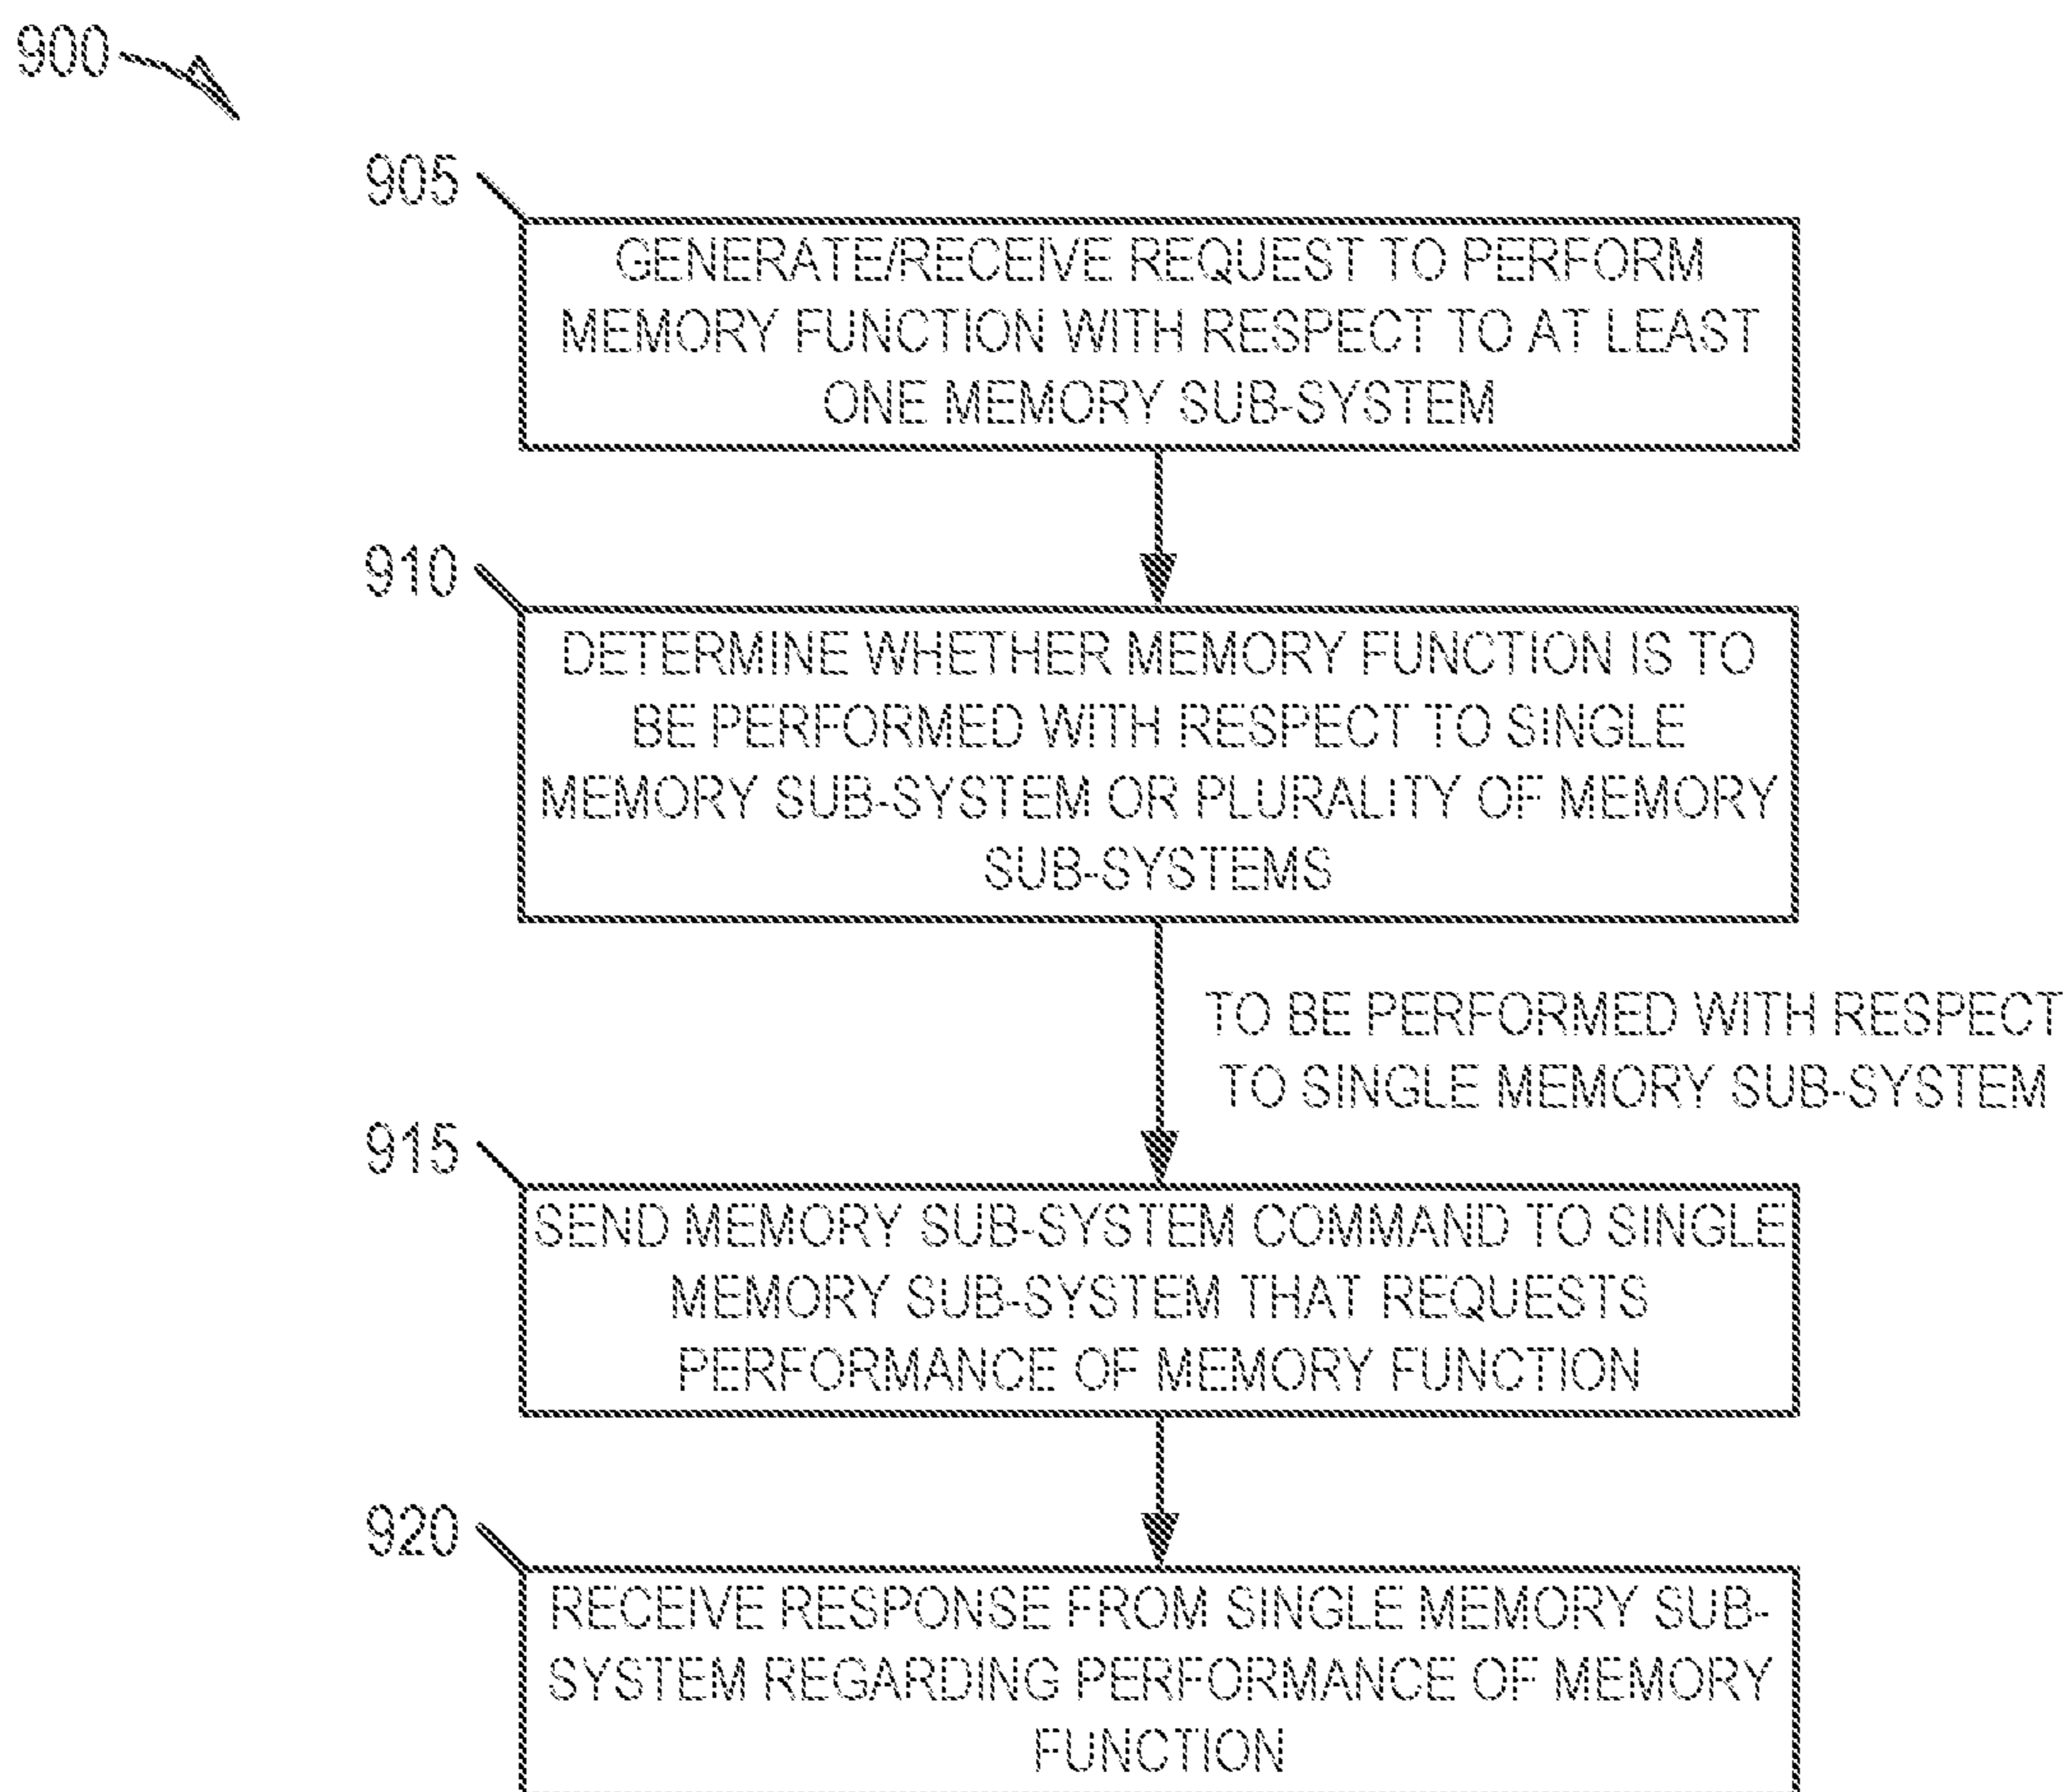 900
905
GENERATE/RECEIVE REQUEST TO PERFORM
MEMORY FUNCTION WITH RESPECT TO AT LEAST
ONE MEMORY SUB-SYSTEM
910
DETERMINE WHETHER MEMORY FUNCTION IS TO
BE PERFORMED WITH RESPECT TO SINGLE
MEMORY SUB-SYSTEM OR PLURALITY OF MEMORY
SUB-SYSTEMS
TO BE PERFORMED WITH RESPECT
TO SINGLE MEMORY SUB-SYSTEM
915
SEND MEMORY SUB-SYSTEM COMMAND TO SINGLE
MEMORY SUB-SYSTEM THAT REQUESTS
PERFORMANCE OF MEMORY FUNCTION
920
RECEIVE RESPONSE FROM SINGLE MEMORY SUB-
SYSTEM REGARDING PERFORMANCE OF MEMORY
FUNCTION